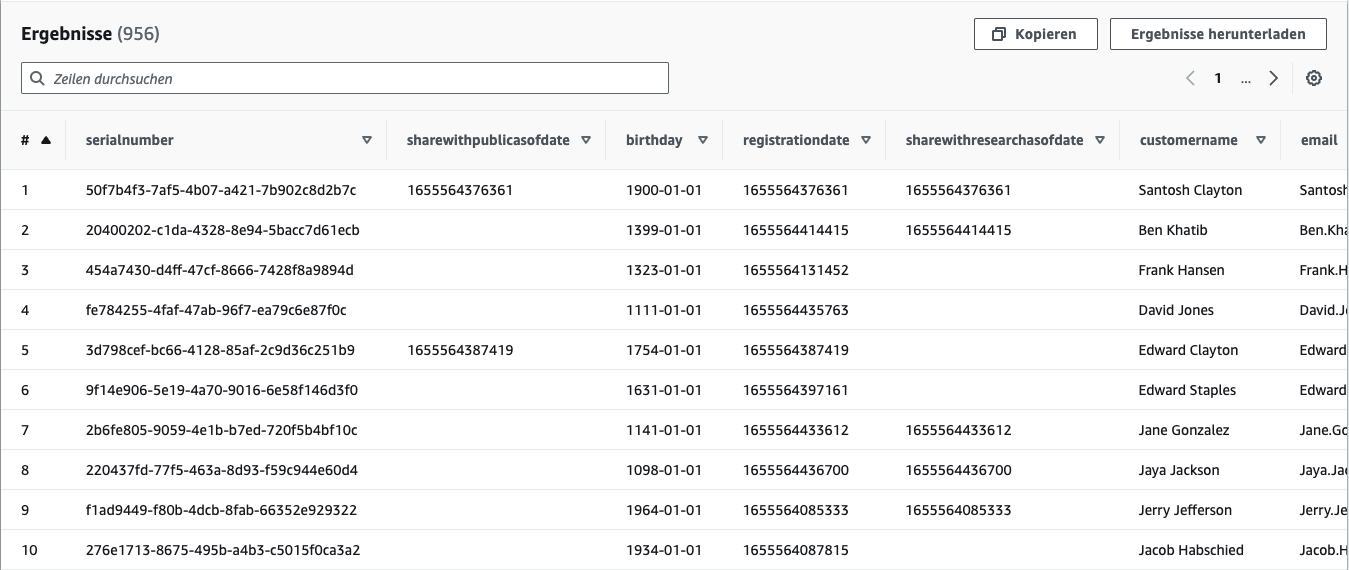 Ergebnisse (956)
Kopieren
Ergebnisse herunterladen
Zeilen durchsuchen
1 ...
# serialnumber sharewithpublicasofdate birthday registrationdate sharewithresearchasofdate customername email
1 50f7b4f3-7af5-4b07-a421-7b902c8d2b7c 1655564376361 1900-01-01 1655564376361 1655564376361 Santosh Clayton Santosh
2 20400202-c1da-4328-8e94-5bacc7d61ecb 1399-01-01 1655564414415 1655564414415 Ben Khatib Ben.Kha
3 454a7430-d4ff-47cf-8666-7428f8a9894d 1323-01-01 1655564131452 Frank Hansen Frank.H
4 fe784255-4faf-47ab-96f7-ea79c6e87f0c 1111-01-01 1655564435763 David Jones David.Jo
5 3d798cef-bc66-4128-85af-2c9d36c251b9 1655564387419 1754-01-01 1655564387419 Edward Clayton Edward
6 9f14e906-5e19-4a70-9016-6e58f146d3f0 1631-01-01 1655564397161 Edward Staples Edward
7 2b6fe805-9059-4e1b-b7ed-720f5b4bf10c 1141-01-01 1655564433612 1655564433612 Jane Gonzalez Jane.Go
8 220437fd-77f5-463a-8d93-f59c944e60d4 1098-01-01 1655564436700 1655564436700 Jaya Jackson Jaya.Jac
9 f1ad9449-f80b-4dcb-8fab-66352e929322 1964-01-01 1655564085333 1655564085333 Jerry Jefferson Jerry.Je
10 276e1713-8675-495b-a4b3-c5015f0ca3a2 1934-01-01 1655564087815 Jacob Habschied Jacob.H